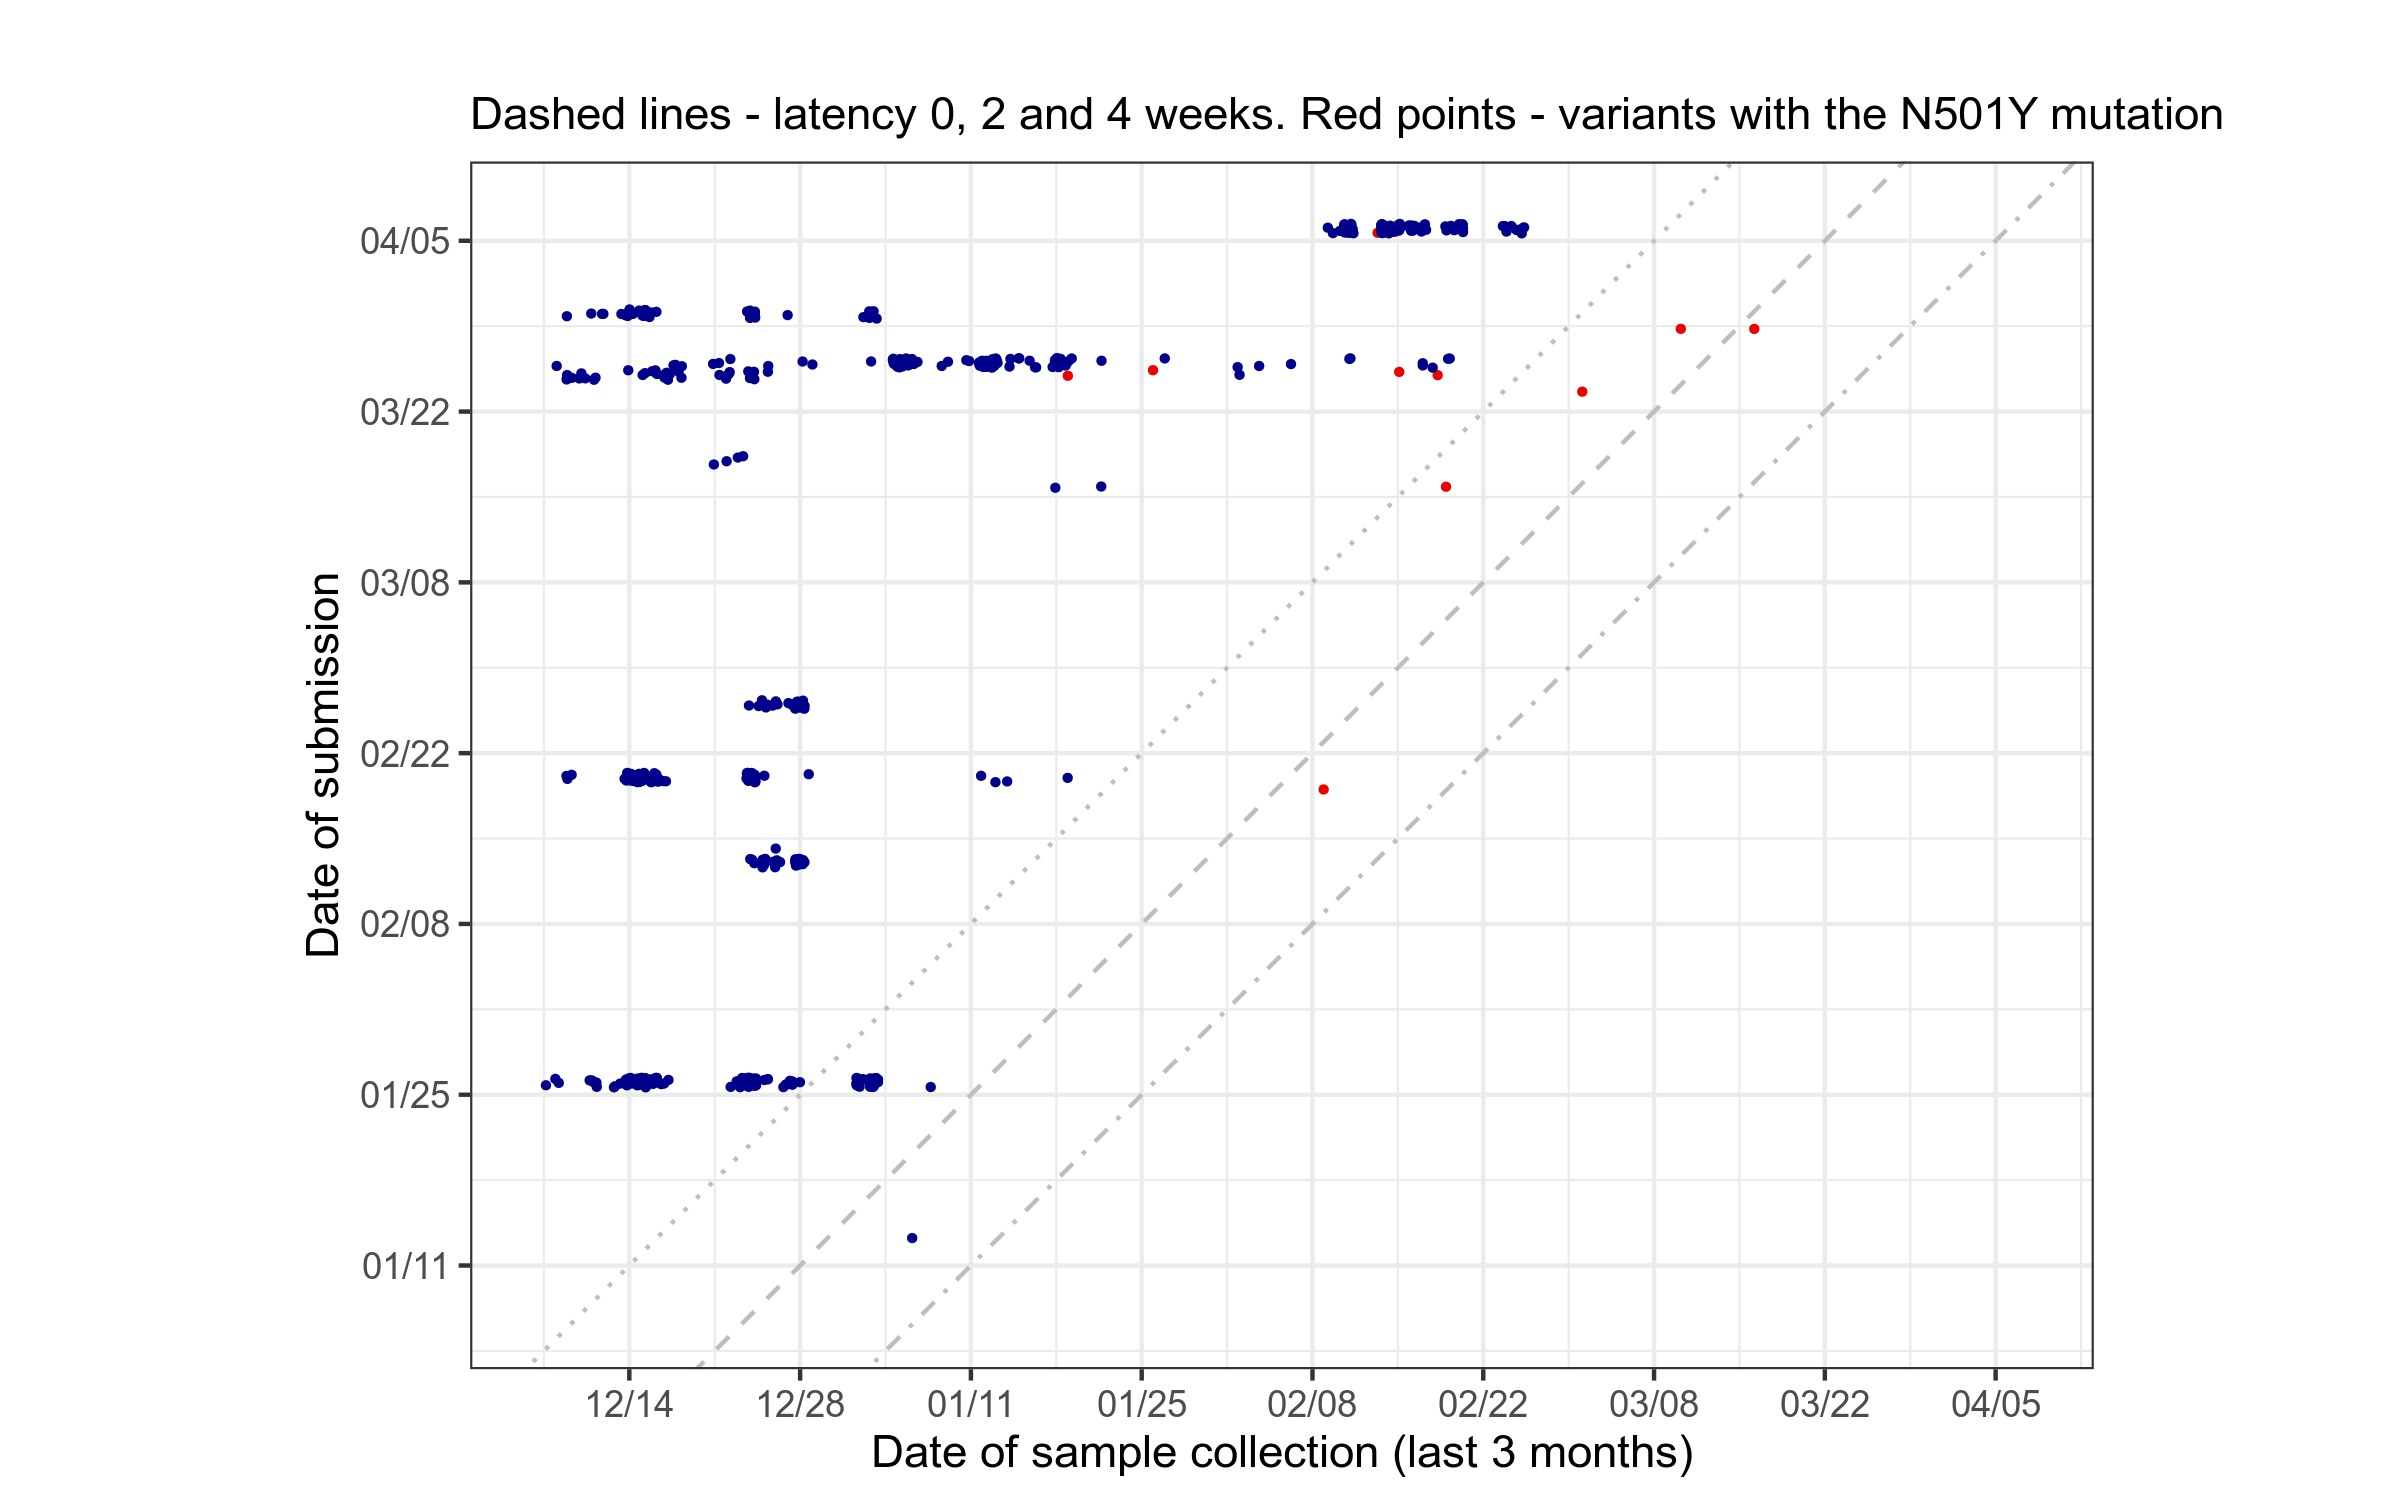 Dashed lines - latency 0, 2 and 4 weeks. Red points - variants with the N501Y mutation
Date of submission
04/05
03/22
03/08
02/22
02/08
01/25
01/11
12/14 12/28 01/11 01/25 02/08 02/22 03/08 03/22 04/05
Date of sample collection (last 3 months)